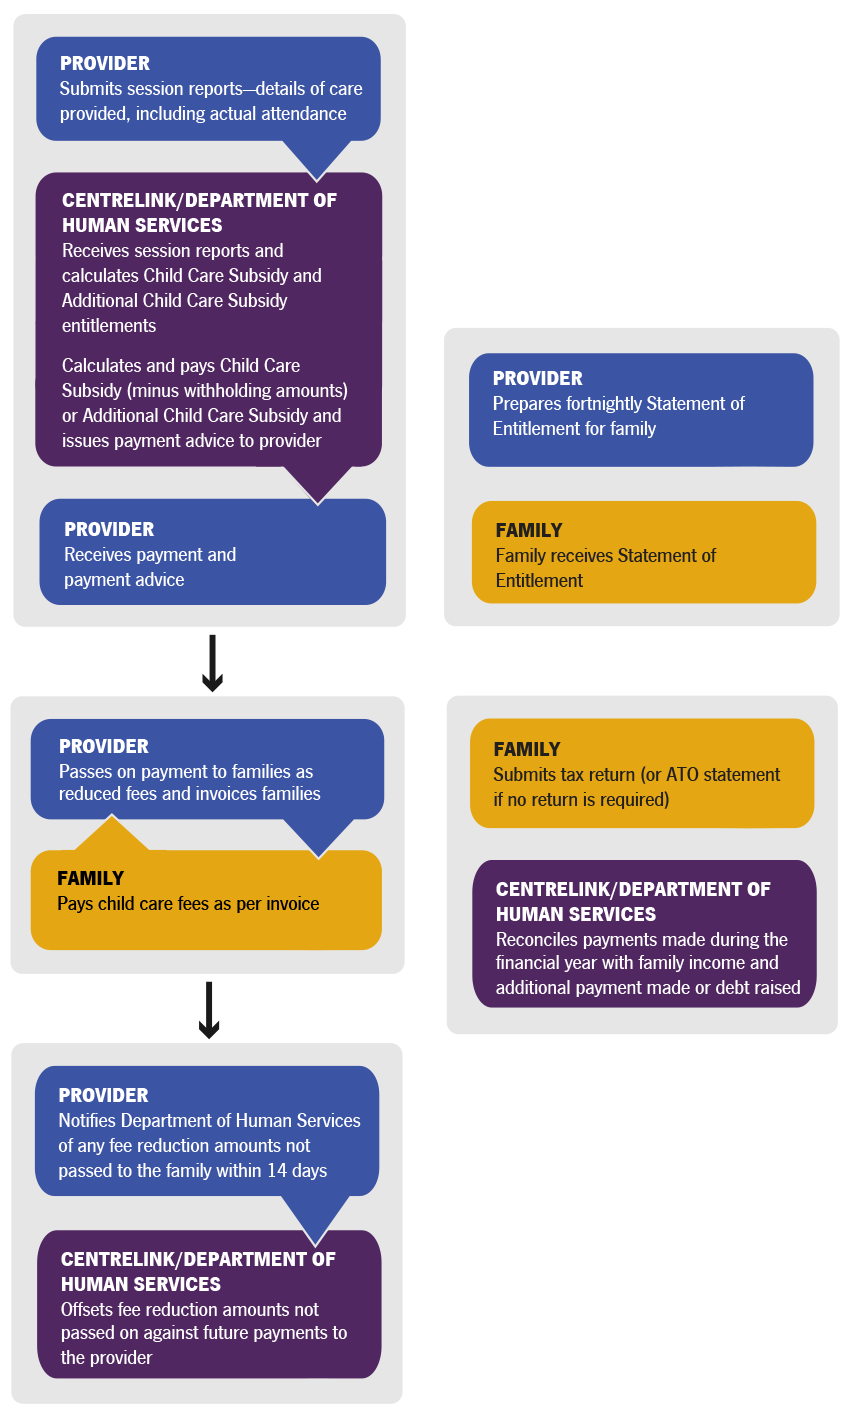 PROVIDER
Submits session reports—details of care
provided, including actual attendance
CENTRELINK/DEPARTMENT OF
HUMAN SERVICES
Receives session reports and
calculates Child Care Subsidy and
Additional Child Care Subsidy
entitlements
Calculates and pays Child Care
Subsidy (minus withholding amounts)
or Additional Child Care Subsidy and
issues payment advice to provider
PROVIDER
Receives payment and
payment advice
PROVIDER
Prepares fortnightly Statement of
Entitlement for family
FAMILY
Family receives Statement of
Entitlement
PROVIDER
Passes on payment to families as
reduced fees and invoices families
FAMILY
Pays child care fees as per invoice
FAMILY
Submits tax return (or ATO statement
if no return is required)
CENTRELINK/DEPARTMENT OF
HUMAN SERVICES
Reconciles payments made during the
financial year with family income and
additional payment made or debt raised
PROVIDER
Notifies Department of Human Services
of any fee reduction amounts not
passed to the family within 14 days
CENTRELINK/DEPARTMENT OF
HUMAN SERVICES
Offsets fee reduction amounts not
passed on against future payments to
the provider